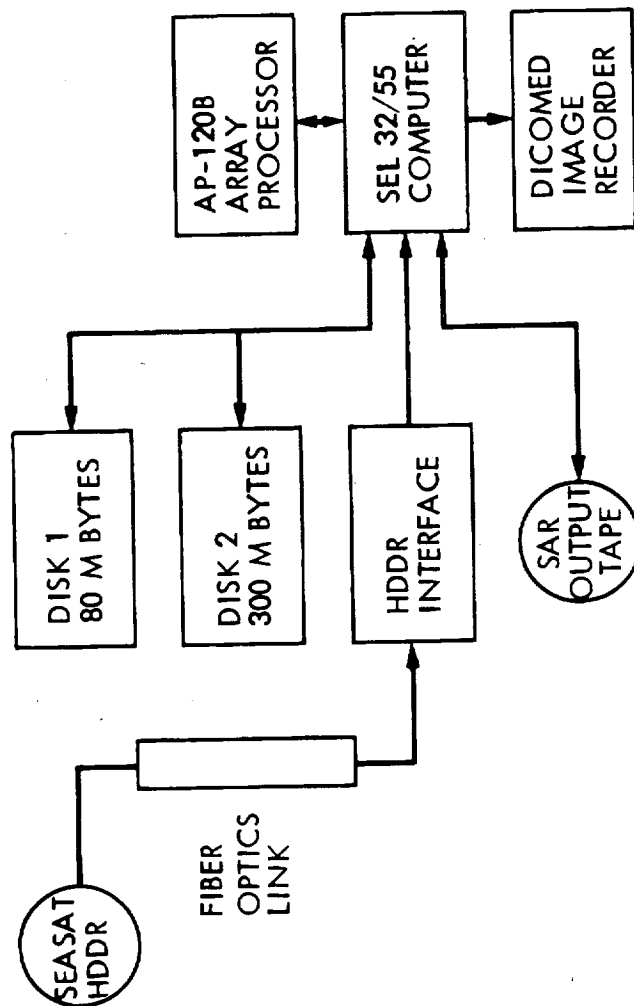 SEASAT
HDDR
FIBER
OPTICS
LINK
DISK 1
80 M BYTES
DISK 2
300 M BYTES
HDDR
INTERFACE
SAR
OUTPUT
TAPE
AP-120B
ARRAY
PROCESSOR
SEL 32/55
COMPUTER
DICOMED
IMAGE
RECORDER